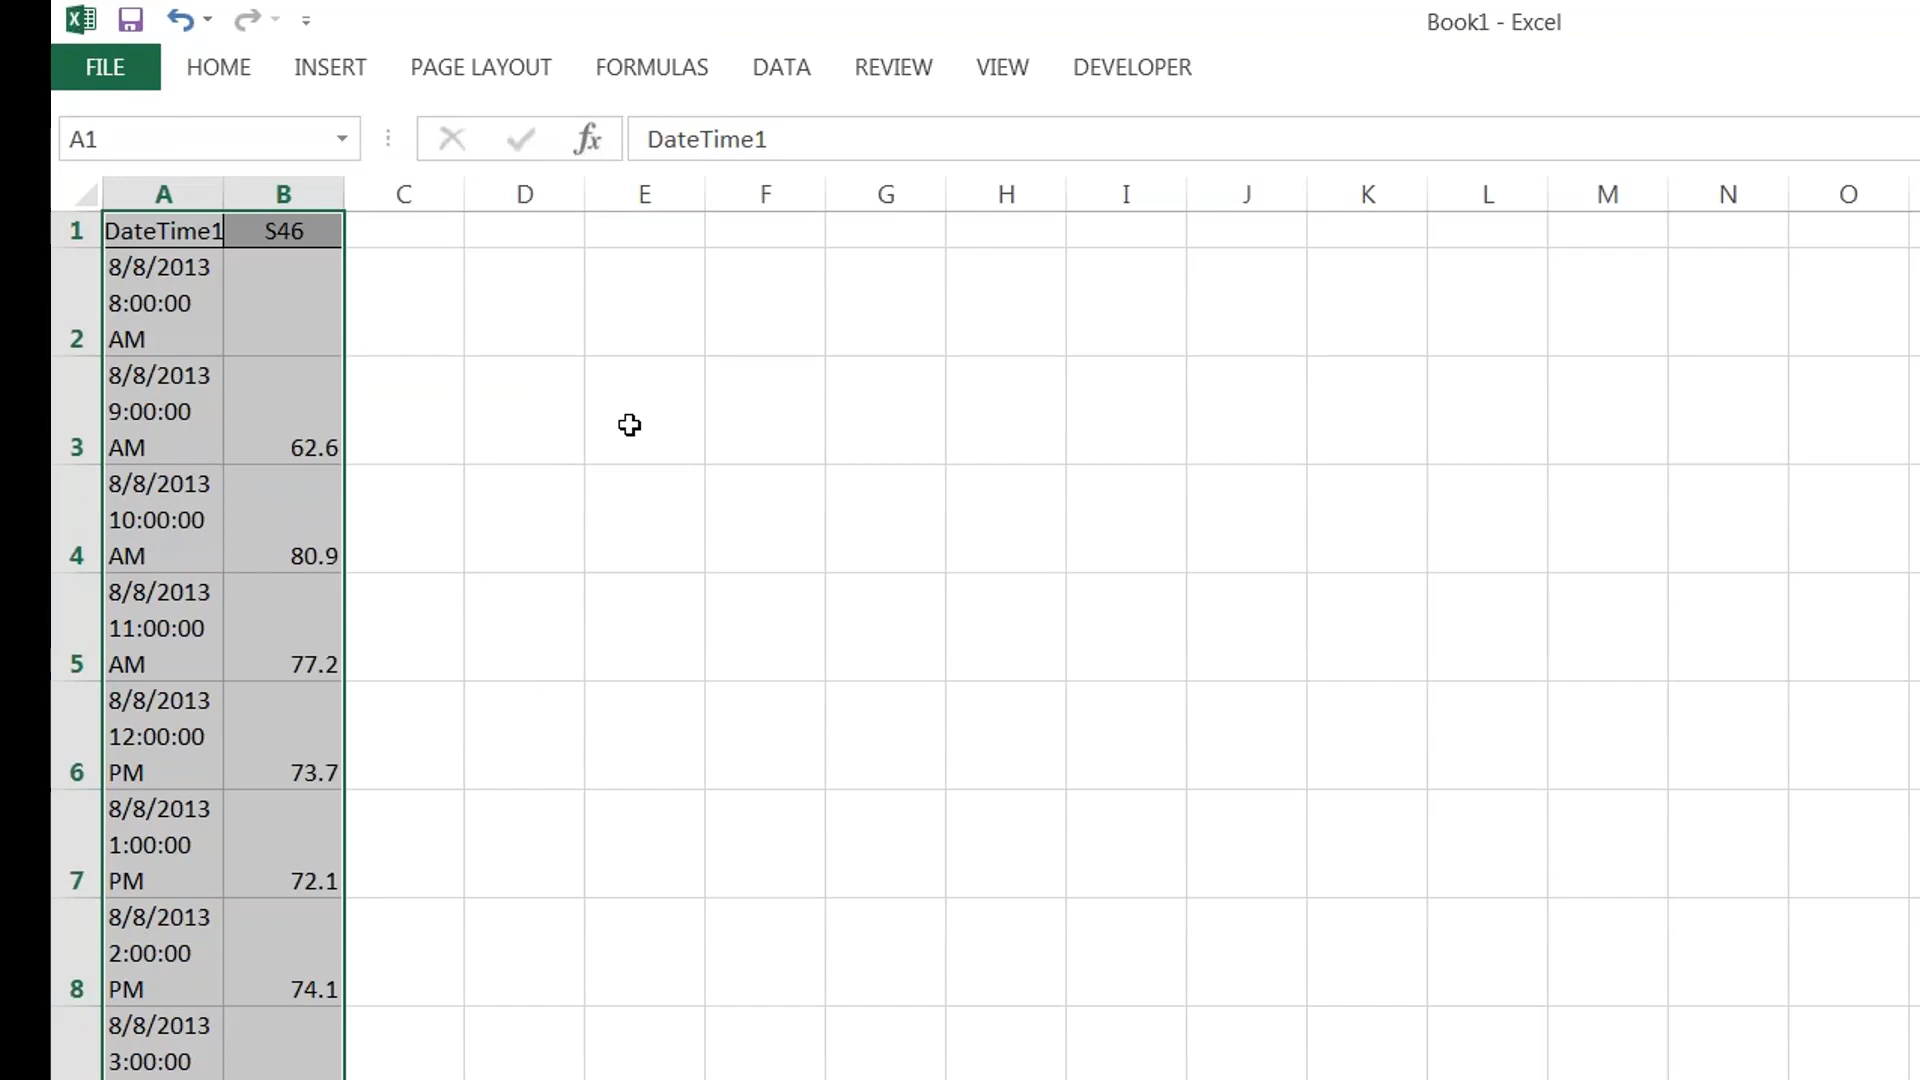 Book1 - Excel
FILE HOME INSERT PAGE LAYOUT FORMULAS DATA REVIEW VIEW DEVELOPER
A1 fx DateTime1
A B C D E F G H I J K L M N O
1 DateTime1 S46
8/8/2013
8:00:00
2 AM
8/8/2013
9:00:00
3 AM 62.6
8/8/2013
10:00:00
4 AM 80.9
8/8/2013
11:00:00
5 AM 77.2
8/8/2013
12:00:00
6 PM 73.7
8/8/2013
1:00:00
7 PM 72.1
8/8/2013
2:00:00
8 PM 74.1
8/8/2013
3:00:00